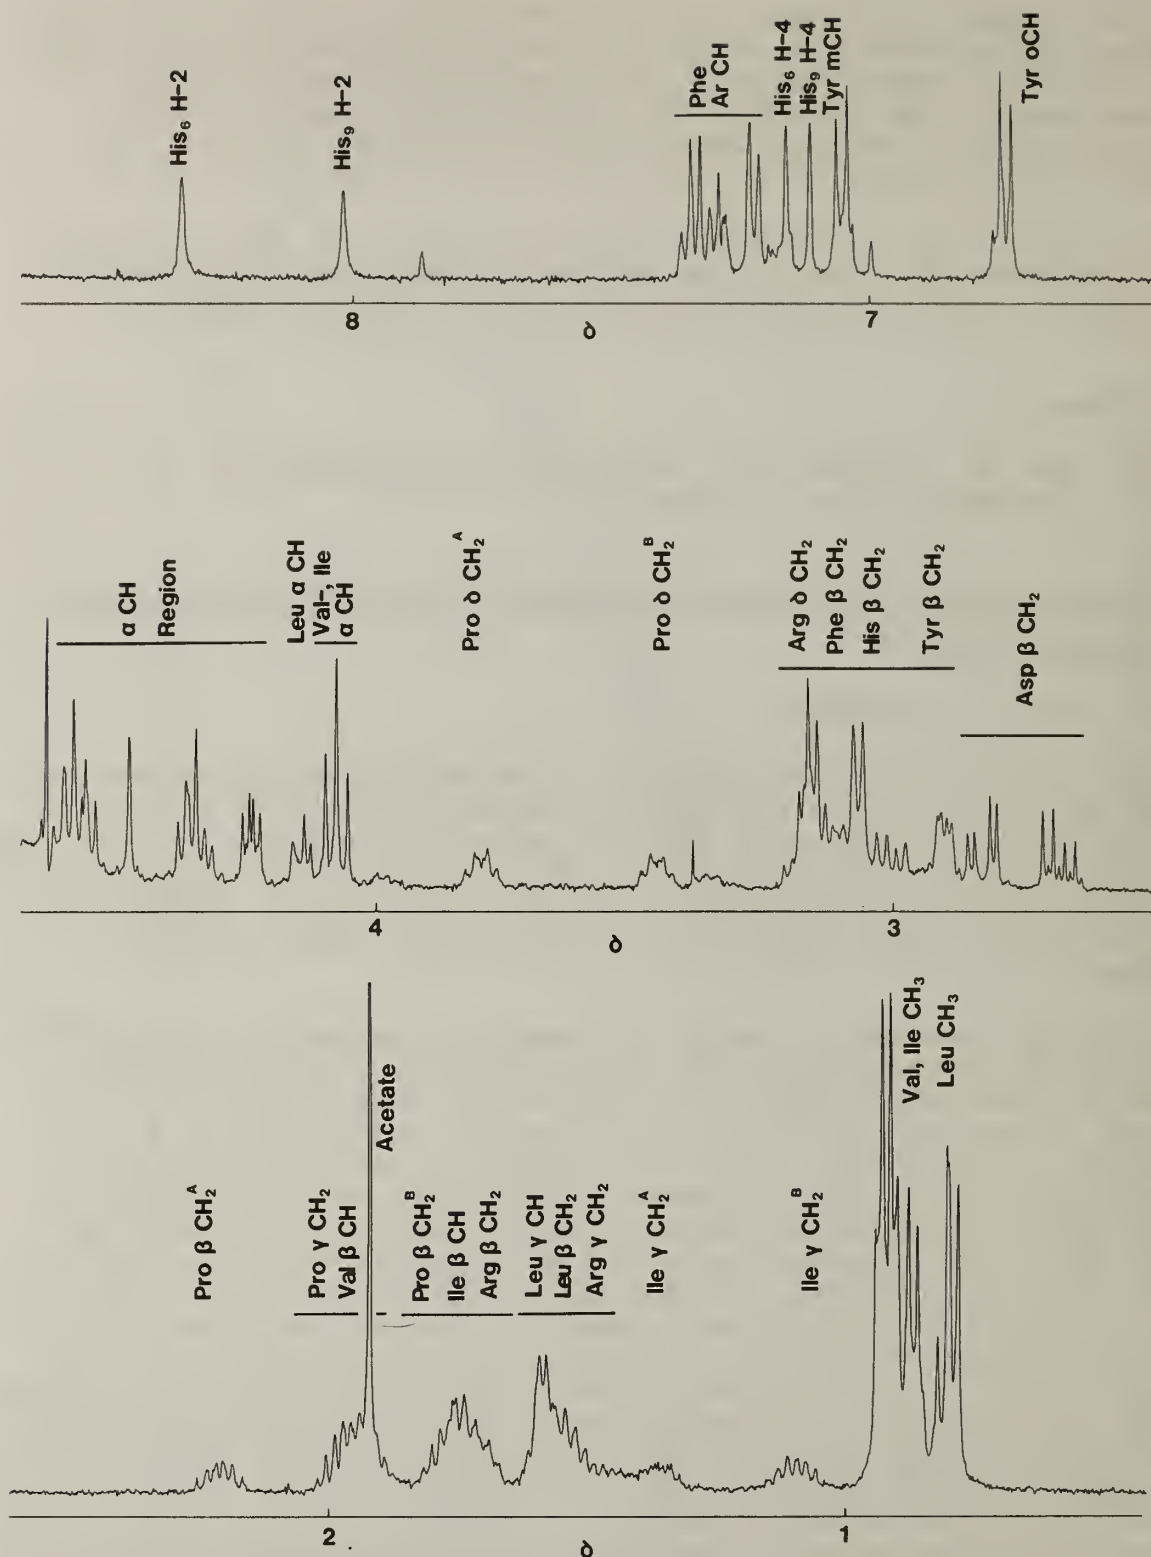 His₆ H-2
His₉ H-2
Phe
Ar CH
His₆ H-4
His₉ H-4
Tyr mCH
Tyr oCH
8
7
δ
α CH
Region
Leu α CH
Val-, Ile
α CH
Pro δ CH₂ᴬ
Pro δ CH₂ᴮ
Arg δ CH₂
Phe β CH₂
His β CH₂
Tyr β CH₂
Asp β CH₂
4
3
δ
Pro β CH₂ᴬ
Pro γ CH₂
Val β CH
Acetate
Pro β CH₂ᴮ
Ile β CH
Arg β CH₂
Leu γ CH
Leu β CH₂
Arg γ CH₂
Ile γ CH₂ᴬ
Ile γ CH₂ᴮ
Val, Ile CH₃
Leu CH₃
2
1
δ